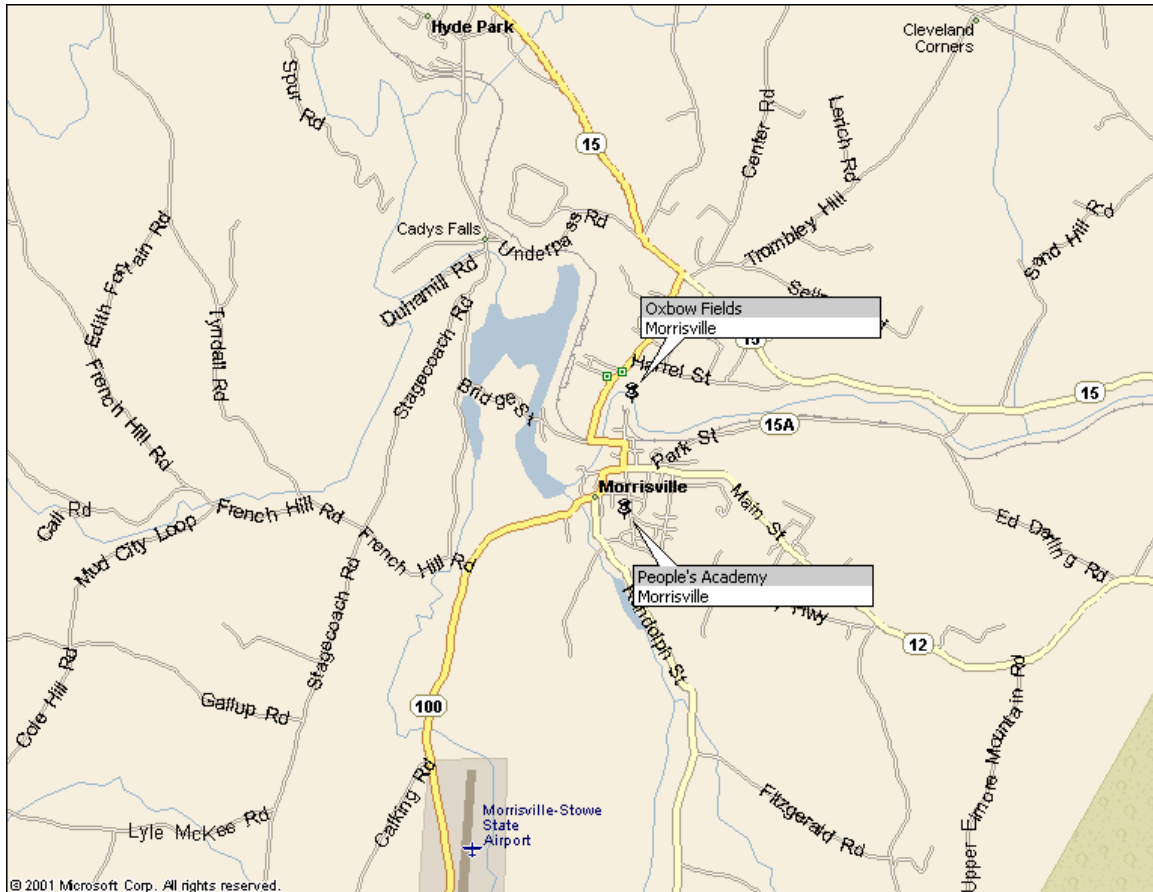 Hyde Park
Cleveland
Corners
Spur Rd
15
Center Rd
Lerich Rd
Trombley Hill
Sand Hill Rd
Cadys Falls
Underpass Rd
Duhamill Rd
Edith Fontain Rd
Tyndall Rd
Stagecoach Rd
Oxbow Fields
Morrisville
15
Harrel St
Bridge St
15
15A
Park St
French Hill Rd
Morrisville
Main St
Call Rd
Mud City Loop
French Hill Rd
French Hill Rd
Ed Darling Rd
People's Academy
Morrisville
Hwy
Randolph St
12
Stagecoach Rd
Cole Hill Rd
Gallup Rd
100
Upper Elmore Mountain Rd
Catking Rd
Fitzgerald Rd
Lyle McKee Rd
Morrisville-Stowe
State
Airport
© 2001 Microsoft Corp. All rights reserved.